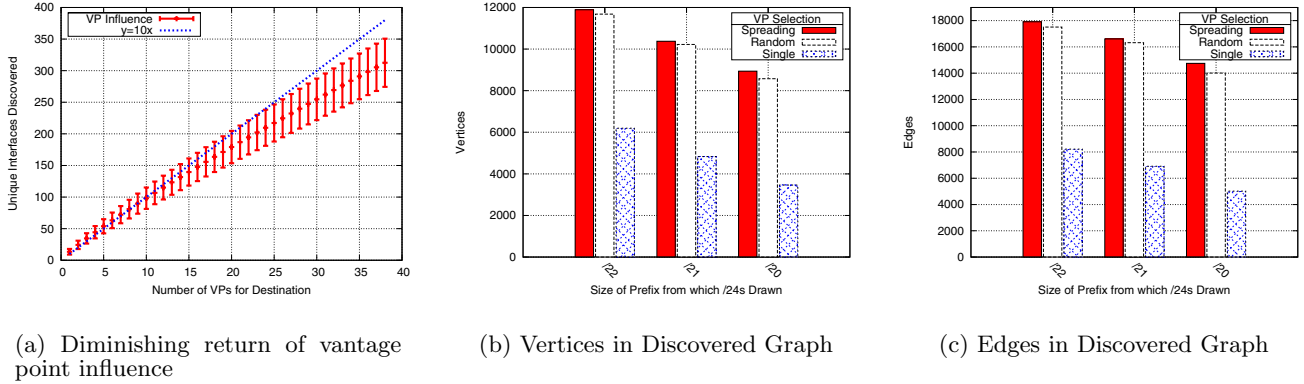 400
350
300
250
200
150
100
50
0
Unique Interfaces Discovered
VP Influence
y=10x
0 5 10 15 20 25 30 35 40
Number of VPs for Destination
(a) Diminishing return of vantage
point influence
12000
10000
8000
6000
4000
2000
0
Vertices
VP Selection
Spreading
Random
Single
/22 /21 /20
Size of Prefix from which /24s Drawn
(b) Vertices in Discovered Graph
18000
16000
14000
12000
10000
8000
6000
4000
2000
0
Edges
VP Selection
Spreading
Random
Single
/22 /21 /20
Size of Prefix from which /24s Drawn
(c) Edges in Discovered Graph